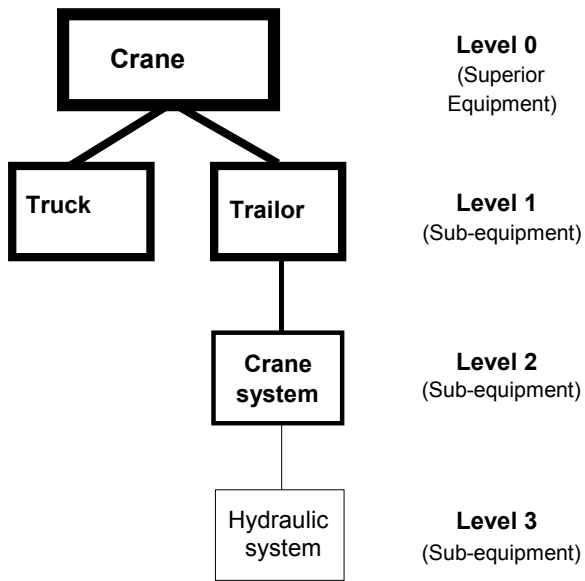 Crane
Level 0
(Superior
Equipment)
Truck
Trailor
Level 1
(Sub-equipment)
Crane
system
Level 2
(Sub-equipment)
Hydraulic
system
Level 3
(Sub-equipment)